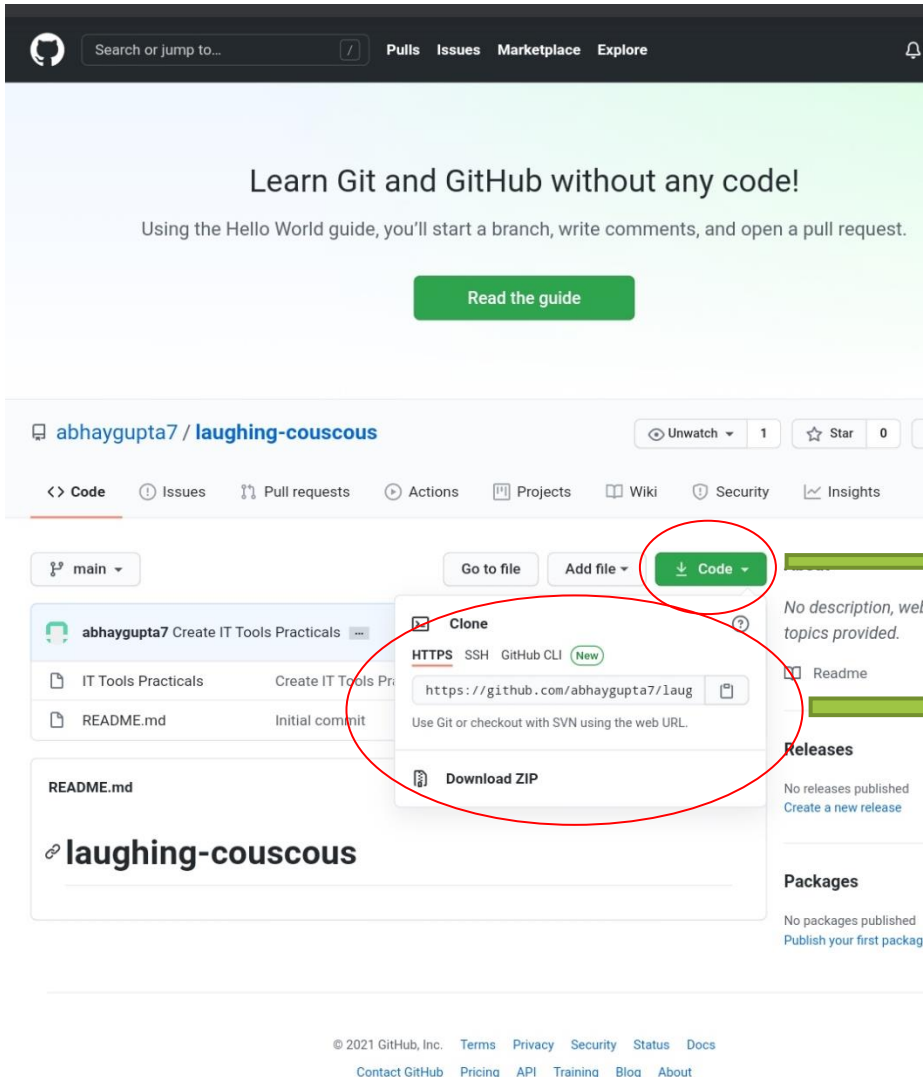 Search or jump to... /
Pulls Issues Marketplace Explore
Learn Git and GitHub without any code!
Using the Hello World guide, you'll start a branch, write comments, and open a pull request.
Read the guide
abhaygupta7 / laughing-couscous
Unwatch 1 Star 0
<> Code Issues Pull requests Actions Projects Wiki Security Insights
main Go to file Add file Code
abhaygupta7 Create IT Tools Practicals ...
IT Tools Practicals Create IT Tools Pra
README.md Initial commit
Clone
HTTPS SSH GitHub CLI New
https://github.com/abhaygupta7/laug
Use Git or checkout with SVN using the web URL.
Download ZIP
README.md
laughing-couscous
No description, web
topics provided.
Readme
Releases
No releases published
Create a new release
Packages
No packages published
Publish your first packag
© 2021 GitHub, Inc. Terms Privacy Security Status Docs
Contact GitHub Pricing API Training Blog About